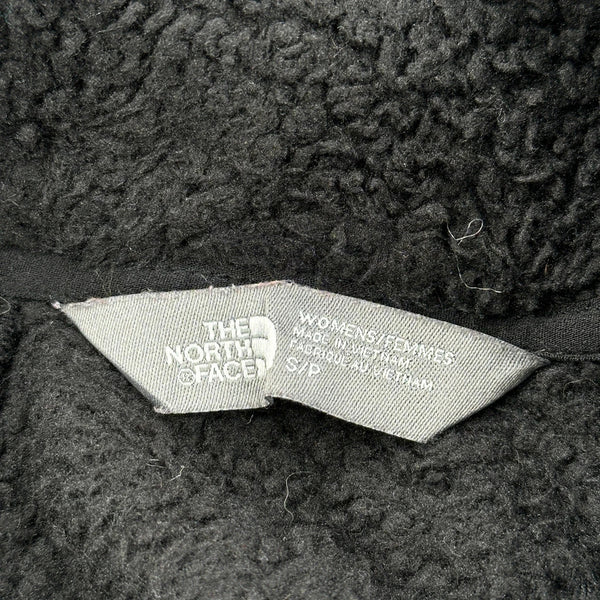 THE
NORTH
® FACE
WOMENS/FEMMES
MADE IN VIETNAM
FABRIQUÉ AU VIETNAM
S/P